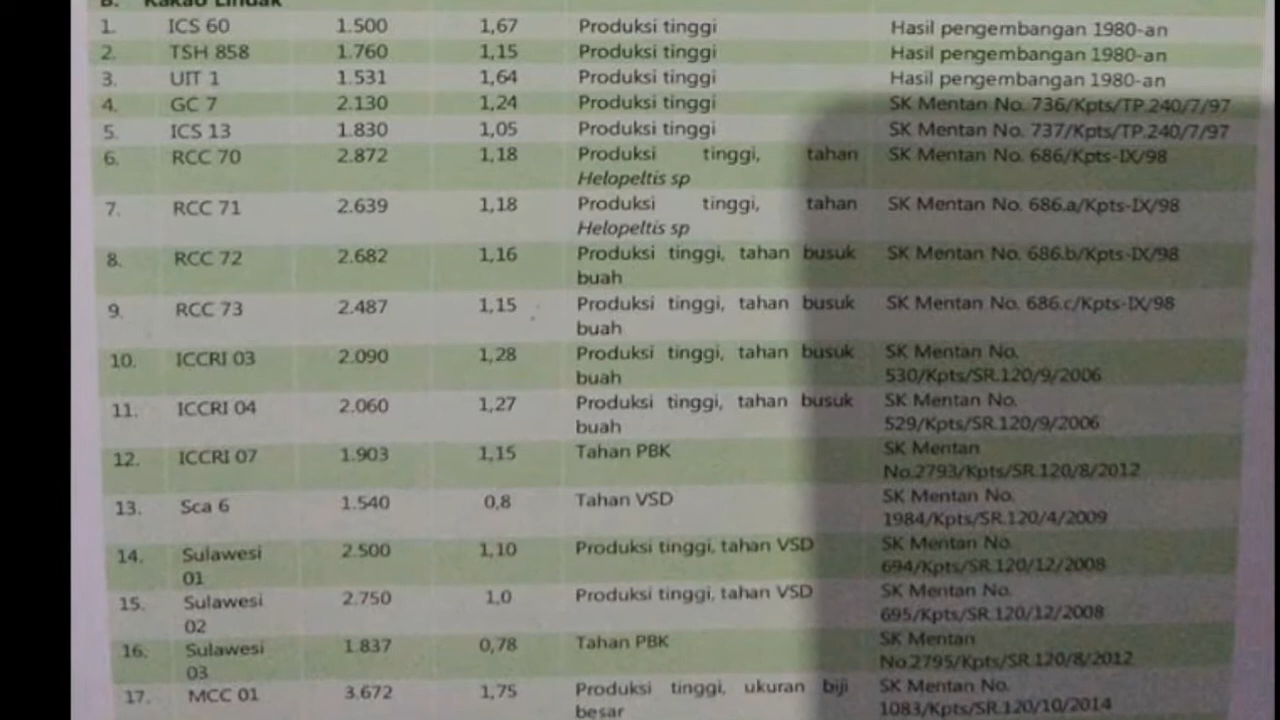 B. Kakao Lindak
1. ICS 60 1.500 1,67 Produksi tinggi Hasil pengembangan 1980-an
2. TSH 858 1.760 1,15 Produksi tinggi Hasil pengembangan 1980-an
3. UIT 1 1.531 1,64 Produksi tinggi Hasil pengembangan 1980-an
4. GC 7 2.130 1,24 Produksi tinggi SK Mentan No. 736/Kpts/TP.240/7/97
5. ICS 13 1.830 1,05 Produksi tinggi SK Mentan No. 737/Kpts/TP.240/7/97
6. RCC 70 2.872 1,18 Produksi tinggi, tahan SK Mentan No. 686/Kpts-IX/98
Helopeltis sp
7. RCC 71 2.639 1,18 Produksi tinggi, tahan SK Mentan No. 686.a/Kpts-IX/98
Helopeltis sp
8. RCC 72 2.682 1,16 Produksi tinggi, tahan busuk SK Mentan No. 686.b/Kpts-IX/98
buah
9. RCC 73 2.487 1,15 Produksi tinggi, tahan busuk SK Mentan No. 686.c/Kpts-IX/98
buah
10. ICCRI 03 2.090 1,28 Produksi tinggi, tahan busuk SK Mentan No.
buah 530/Kpts/SR.120/9/2006
11. ICCRI 04 2.060 1,27 Produksi tinggi, tahan busuk SK Mentan No.
buah 529/Kpts/SR.120/9/2006
12. ICCRI 07 1.903 1,15 Tahan PBK SK Mentan
No.2793/Kpts/SR.120/8/2012
13. Sca 6 1.540 0,8 Tahan VSD SK Mentan No.
1984/Kpts/SR.120/4/2009
14. Sulawesi 2.500 1,10 Produksi tinggi, tahan VSD SK Mentan No.
01 694/Kpts/SR.120/12/2008
15. Sulawesi 2.750 1,0 Produksi tinggi, tahan VSD SK Mentan No.
02 695/Kpts/SR.120/12/2008
16. Sulawesi 1.837 0,78 Tahan PBK SK Mentan
03 No.2795/Kpts/SR.120/8/2012
17. MCC 01 3.672 1,75 Produksi tinggi, ukuran biji SK Mentan No.
besar 1083/Kpts/SR.120/10/2014